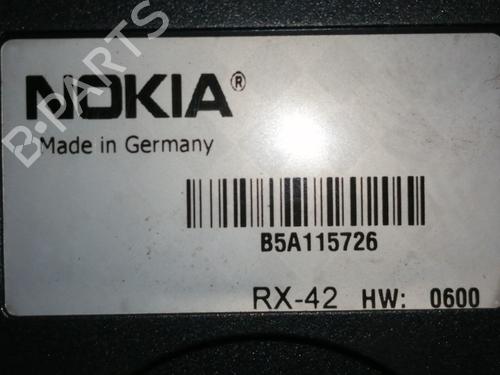 NOKIA®
Made in Germany
B5A115726
RX-42 HW: 0600
B-PARTS